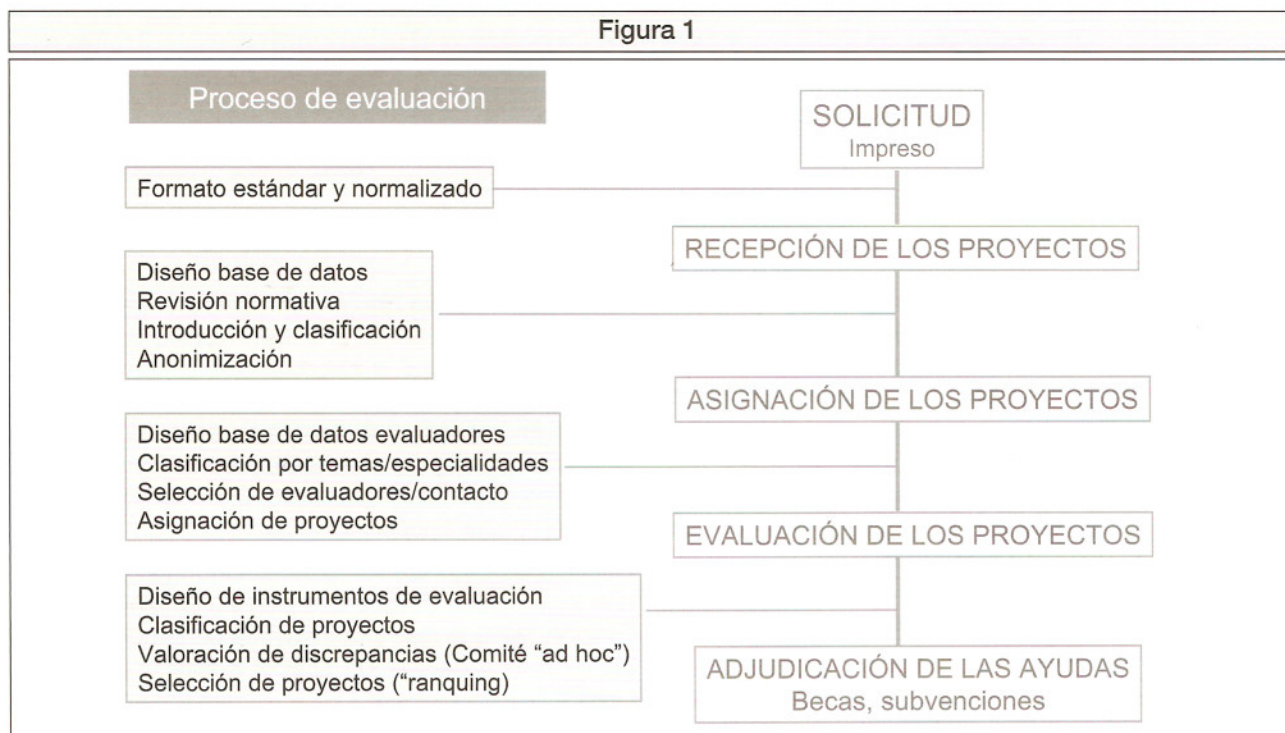 Figura 1
Proceso de evaluación
SOLICITUD
Impreso
Formato estándar y normalizado
RECEPCIÓN DE LOS PROYECTOS
Diseño base de datos
Revisión normativa
Introducción y clasificación
Anonimización
ASIGNACIÓN DE LOS PROYECTOS
Diseño base de datos evaluadores
Clasificación por temas/especialidades
Selección de evaluadores/contacto
Asignación de proyectos
EVALUACIÓN DE LOS PROYECTOS
Diseño de instrumentos de evaluación
Clasificación de proyectos
Valoración de discrepancias (Comité “ad hoc”)
Selección de proyectos (“ranquing)
ADJUDICACIÓN DE LAS AYUDAS
Becas, subvenciones